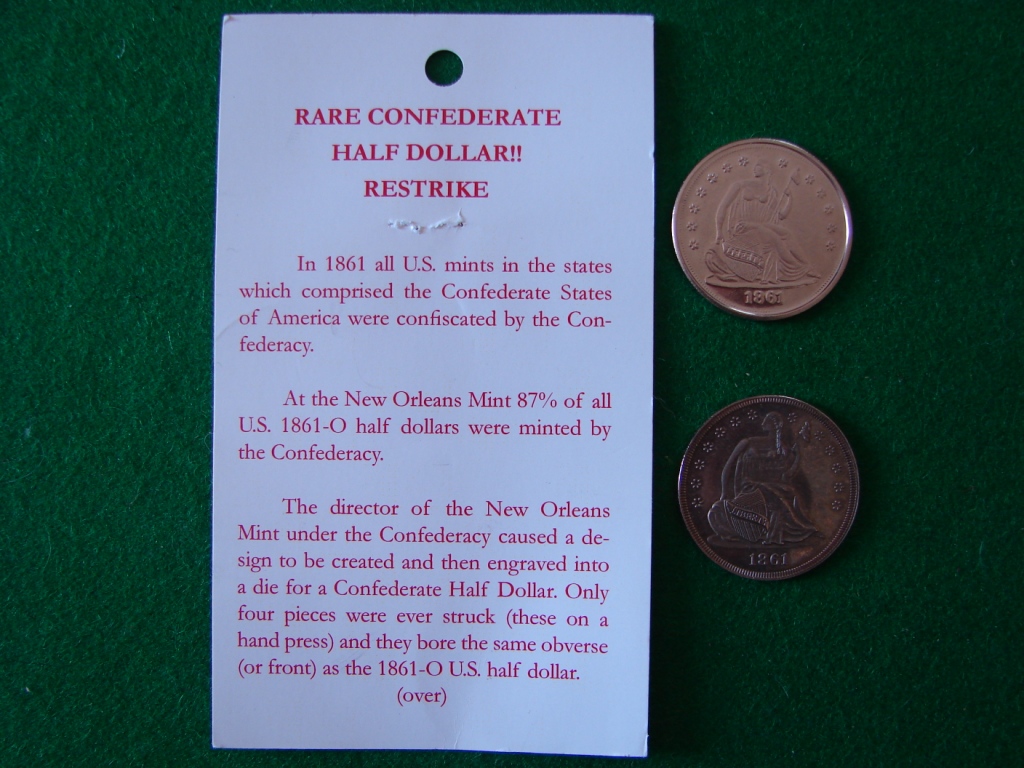 RARE CONFEDERATE
HALF DOLLAR!!
RESTRIKE
In 1861 all U.S. mints in the states
which comprised the Confederate States
of America were confiscated by the Con-
federacy.
At the New Orleans Mint 87% of all
U.S. 1861-O half dollars were minted by
the Confederacy.
The director of the New Orleans
Mint under the Confederacy caused a de-
sign to be created and then engraved into
a die for a Confederate Half Dollar. Only
four pieces were ever struck (these on a
hand press) and they bore the same obverse
(or front) as the 1861-O U.S. half dollar.
(over)
1861
LIBERTY
1861